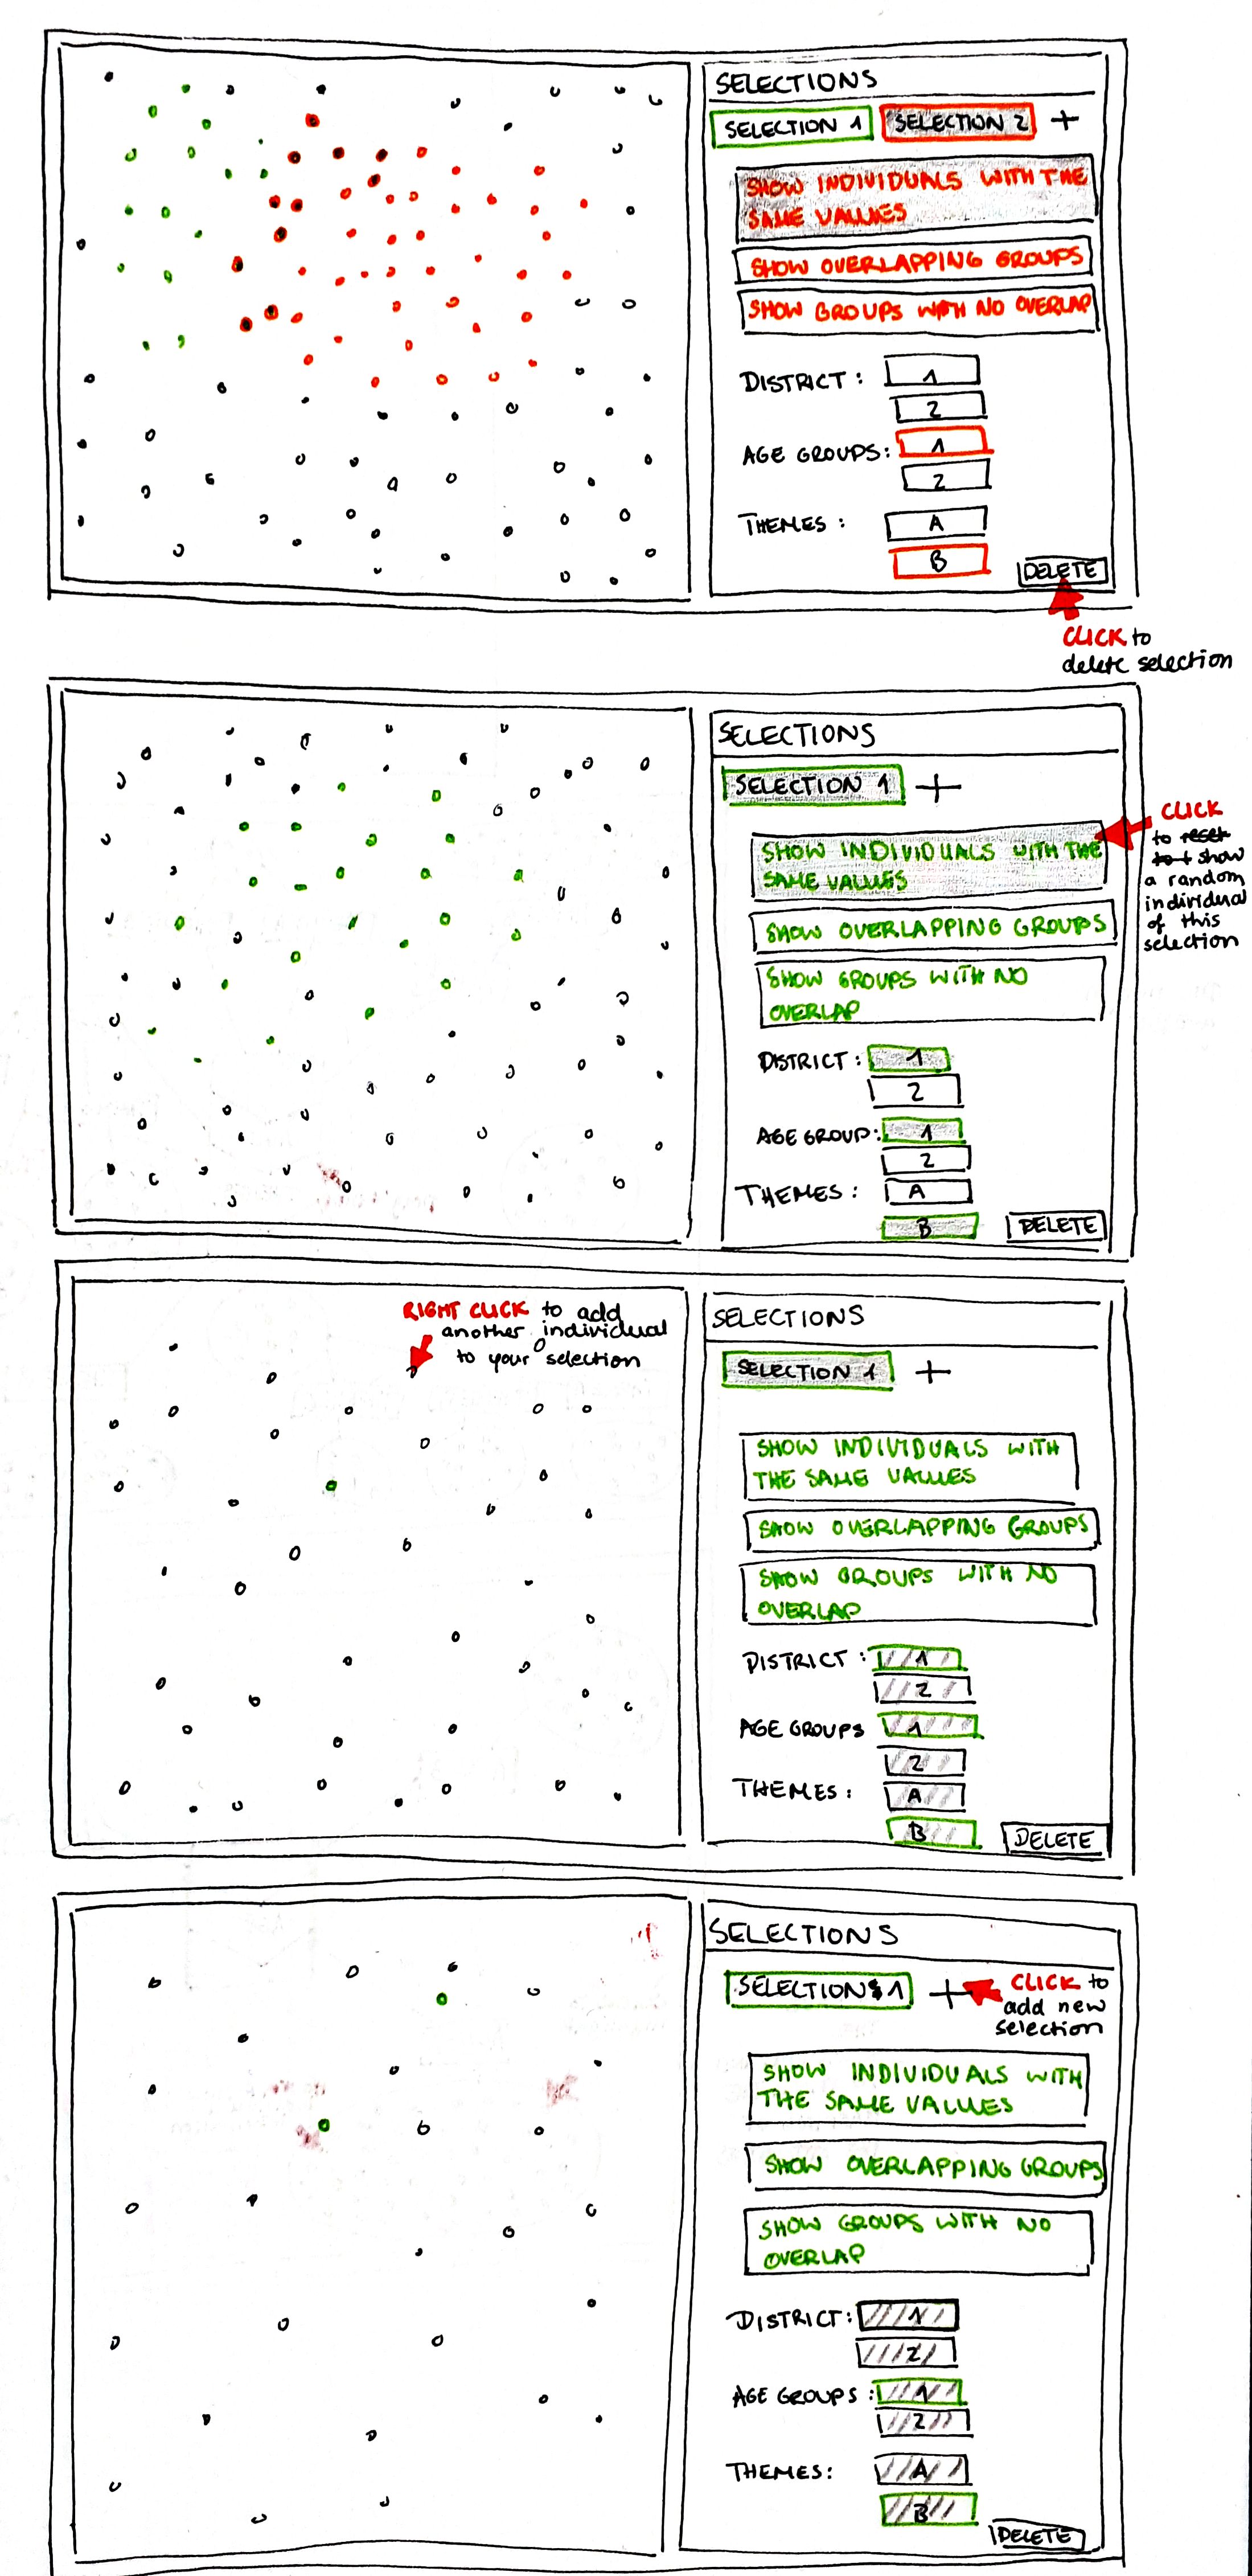 SELECTIONS
SELECTION 1 SELECTION 2 +
SHOW INDIVIDUALS WITH THE
SAME VALUES
SHOW OVERLAPPING GROUPS
SHOW GROUPS WITH NO OVERLAP
DISTRICT: 1
2
AGE GROUPS: 1
2
THEMES: A
B
DELETE
CLICK to
delete selection
SELECTIONS
SELECTION 1 +
SHOW INDIVIDUALS WITH THE
SAME VALUES
CLICK
to reset
to t show
a random
individual
of this
selection
SHOW OVERLAPPING GROUPS
SHOW GROUPS WITH NO
OVERLAP
DISTRICT: 1
2
AGE GROUP: 1
2
THEMES: A
B
DELETE
RIGHT CLICK to add
another individual
to your selection
SELECTIONS
SELECTION 1 +
SHOW INDIVIDUALS WITH
THE SAME VALUES
SHOW OVERLAPPING GROUPS
SHOW GROUPS WITH NO
OVERLAP
DISTRICT: 1
2
AGE GROUPS 1
2
THEMES: A
B
DELETE
SELECTIONS
SELECTIONS 1 +
CLICK to
add new
selection
SHOW INDIVIDUALS WITH
THE SAME VALUES
SHOW OVERLAPPING GROUPS
SHOW GROUPS WITH NO
OVERLAP
DISTRICT: 1
2
AGE GROUPS: 1
2
THEMES: A
B
DELETE